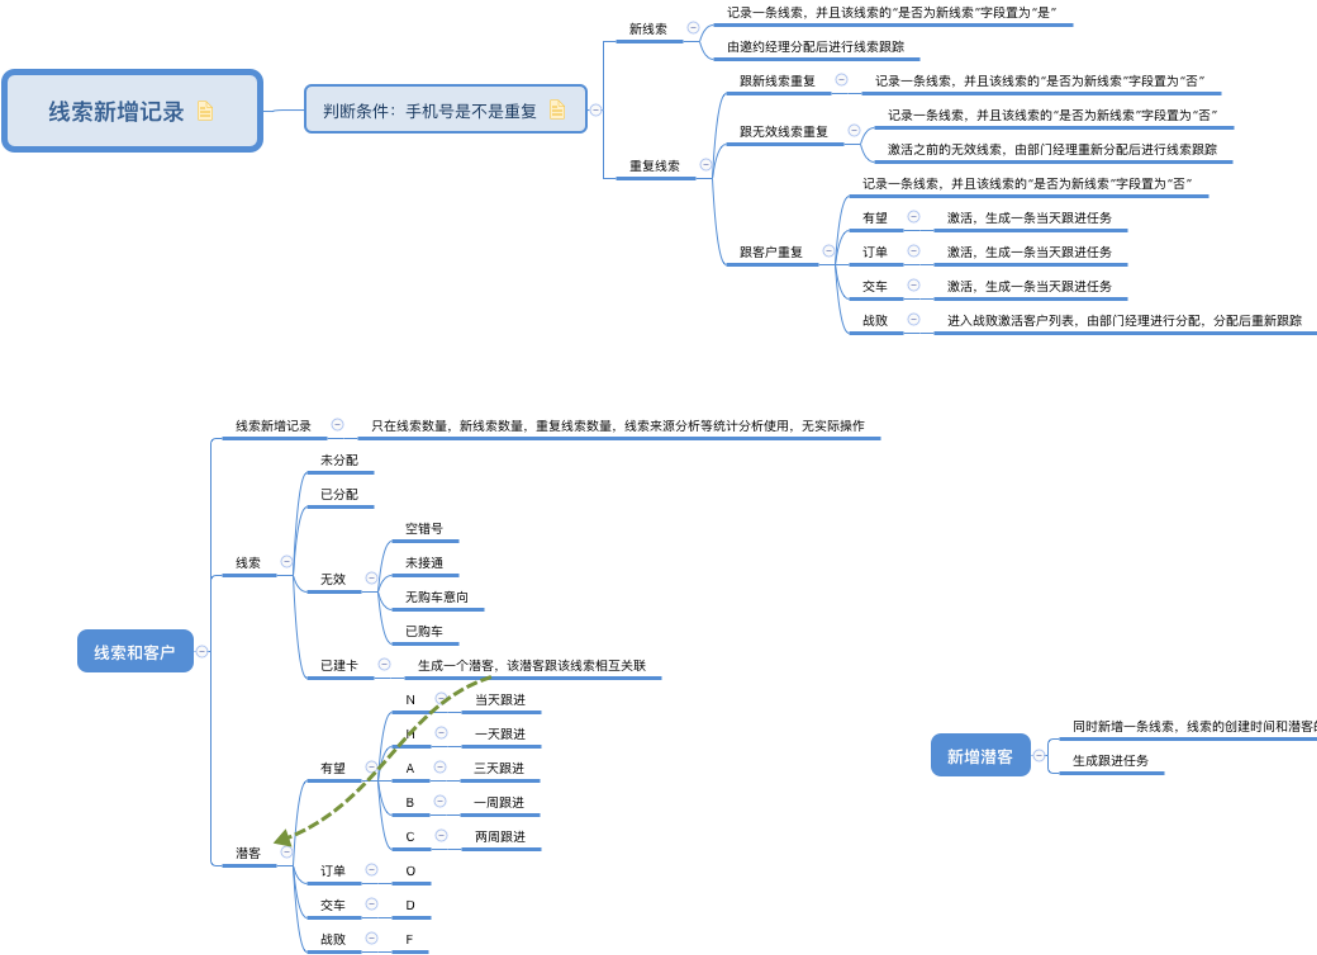 线索新增记录
判断条件：手机号是不是重复
新线索
记录一条线索，并且该线索的“是否为新线索”字段置为“是”
由邀约经理分配后进行线索跟踪
重复线索
跟新线索重复
记录一条线索，并且该线索的“是否为新线索”字段置为“否”
跟无效线索重复
记录一条线索，并且该线索的“是否为新线索”字段置为“否”
激活之前的无效线索，由部门经理重新分配后进行线索跟踪
跟客户重复
记录一条线索，并且该线索的“是否为新线索”字段置为“否”
有望
激活，生成一条当天跟进任务
订单
激活，生成一条当天跟进任务
交车
激活，生成一条当天跟进任务
战败
进入战败激活客户列表，由部门经理进行分配，分配后重新跟踪
线索和客户
线索新增记录
只在线索数量，新线索数量，重复线索数量，线索来源分析等统计分析使用，无实际操作
线索
未分配
已分配
无效
空错号
未接通
无购车意向
已购车
已建卡
生成一个潜客，该潜客跟该线索相互关联
潜客
有望
N
当天跟进
H
一天跟进
A
三天跟进
B
一周跟进
C
两周跟进
订单
O
交车
D
战败
F
新增潜客
同时新增一条线索，线索的创建时间和潜客
生成跟进任务